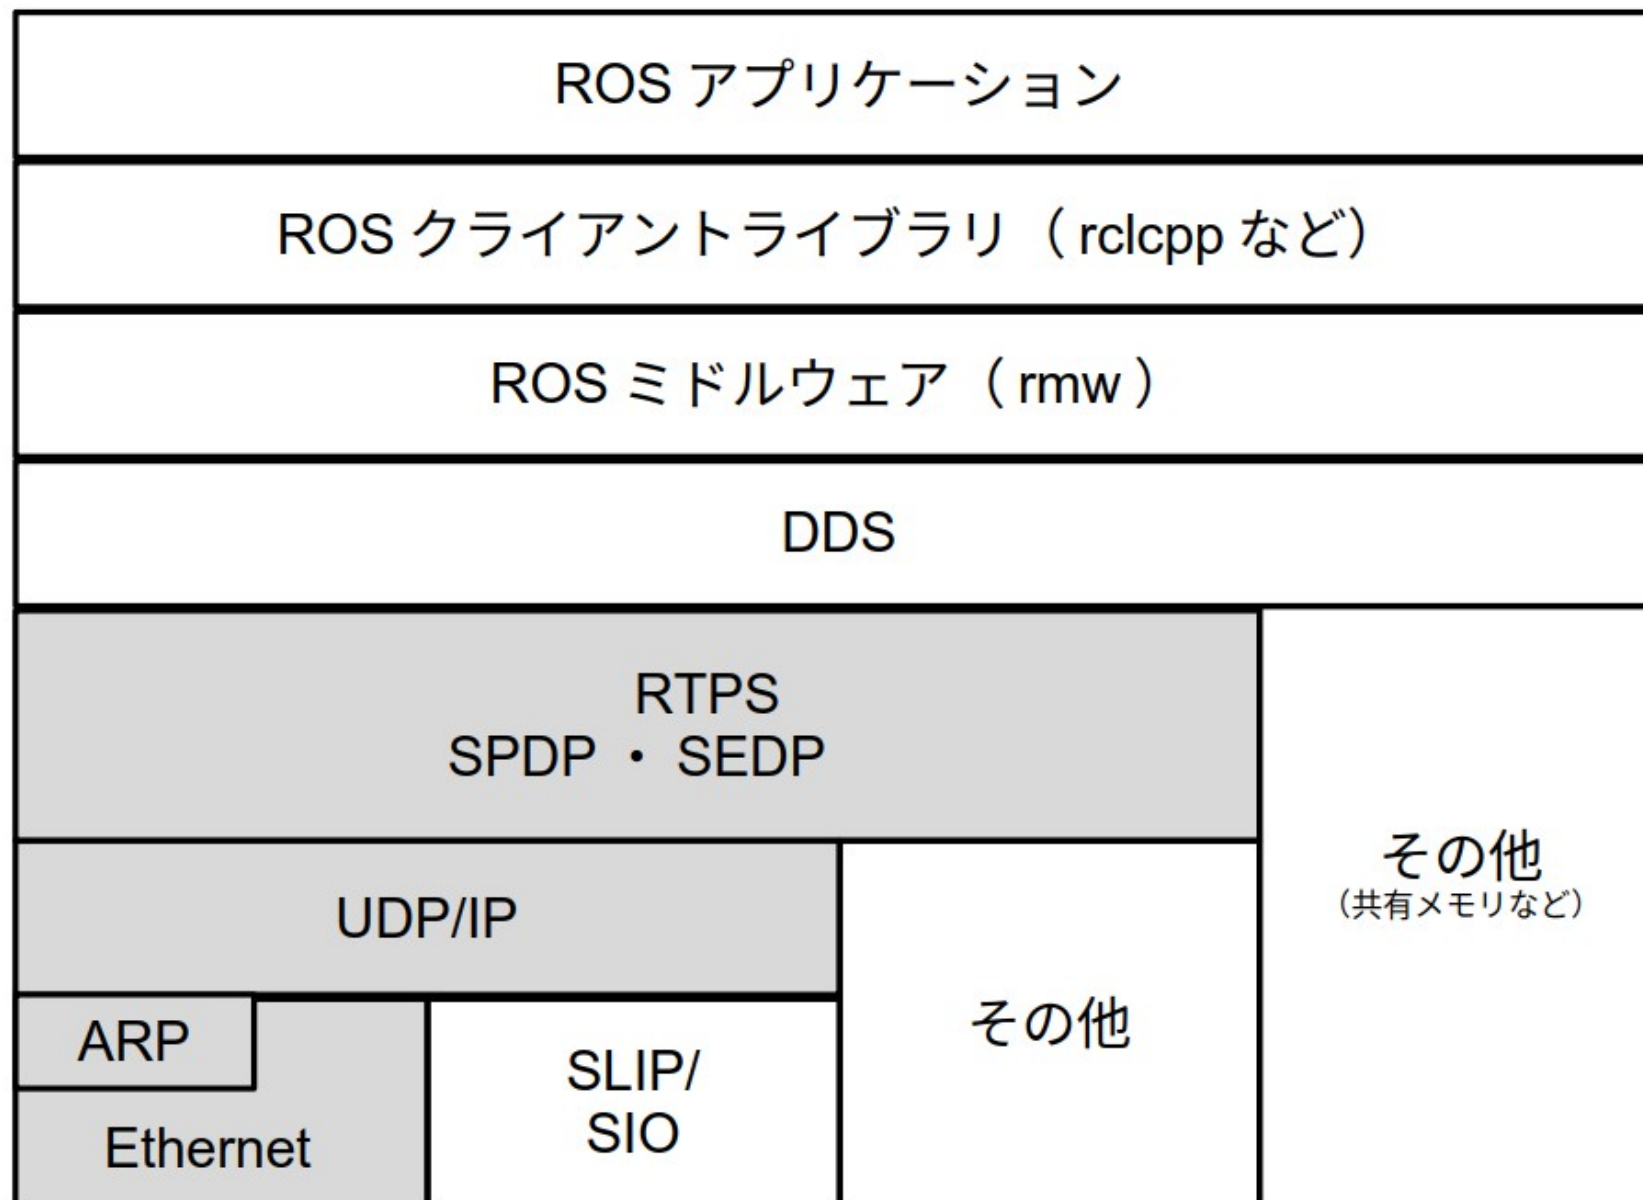 ROS アプリケーション
ROS クライアントライブラリ（ rclcpp など）
ROS ミドルウェア（ rmw ）
DDS
RTPS
SPDP ・ SEDP
その他
（共有メモリなど）
UDP/IP
その他
ARP
Ethernet
SLIP/
SIO